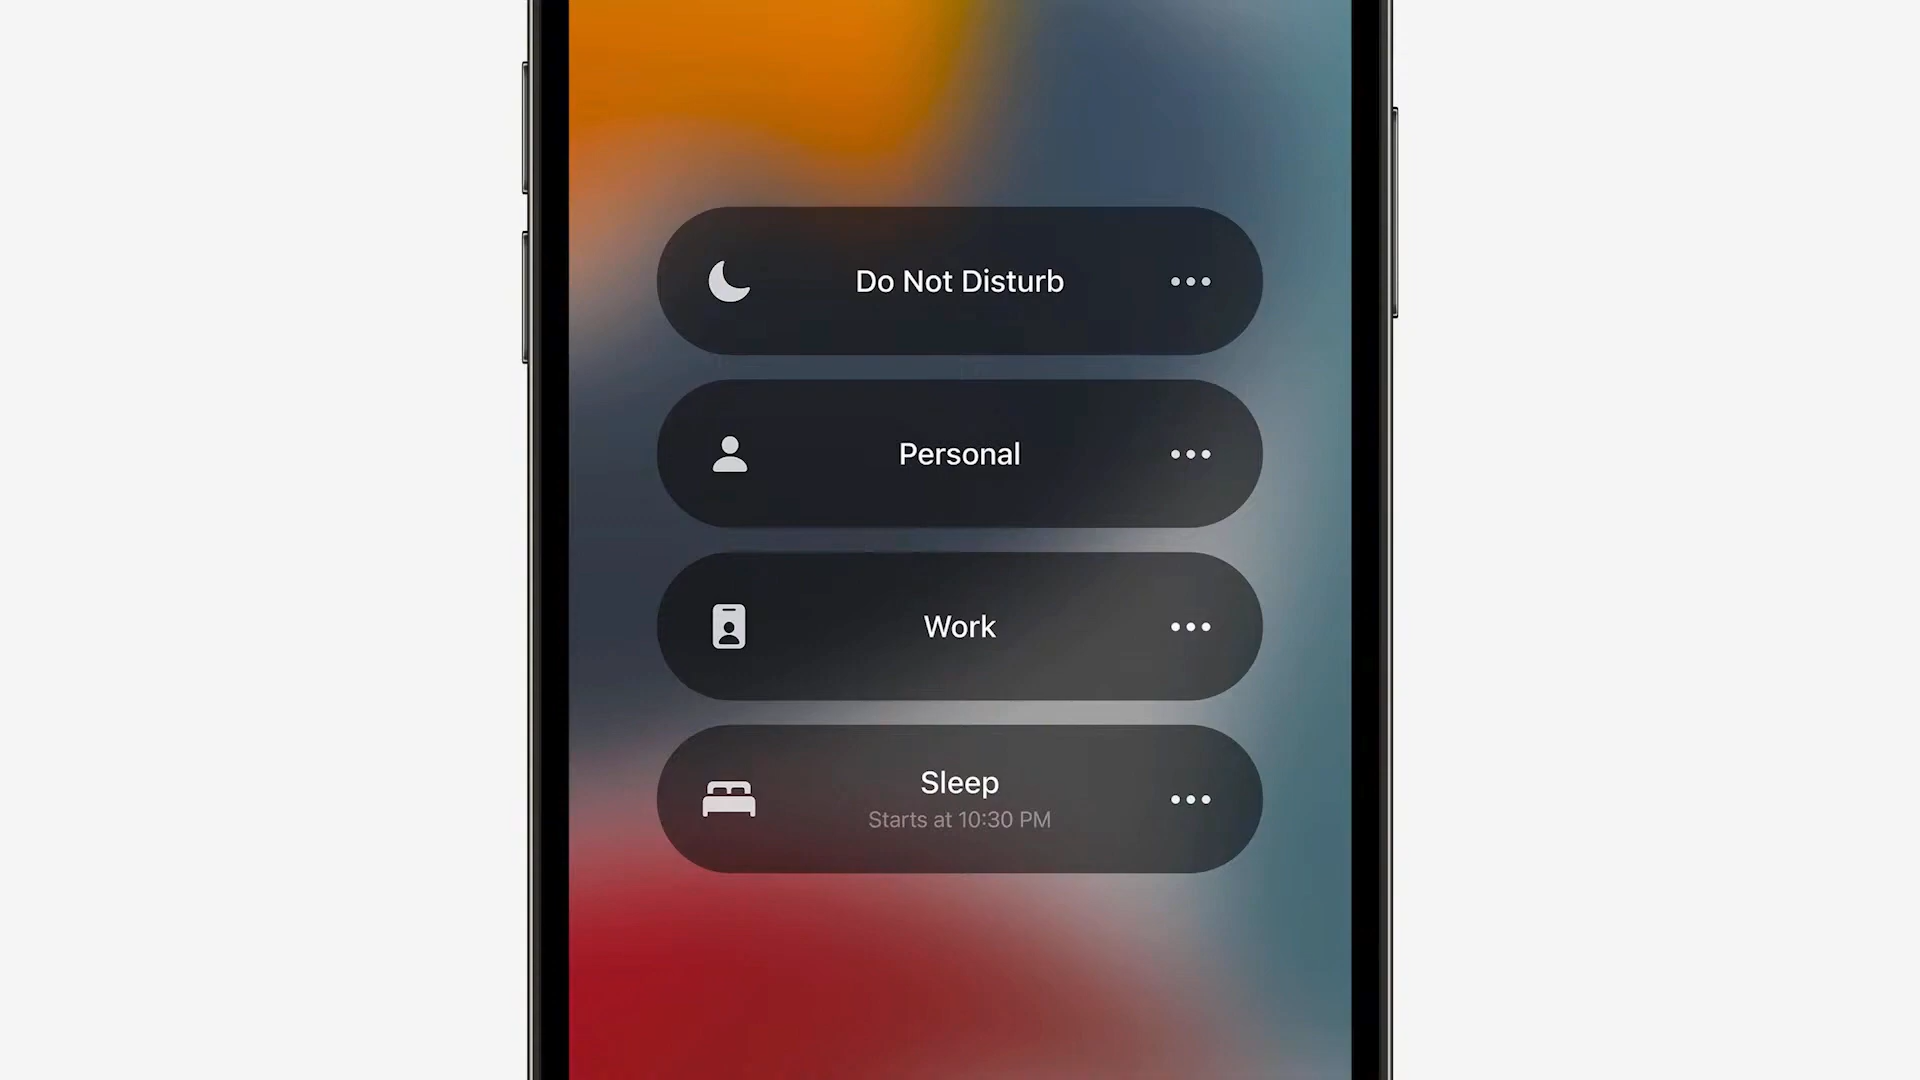 Do Not Disturb
Personal
Work
Sleep
Starts at 10:30 PM